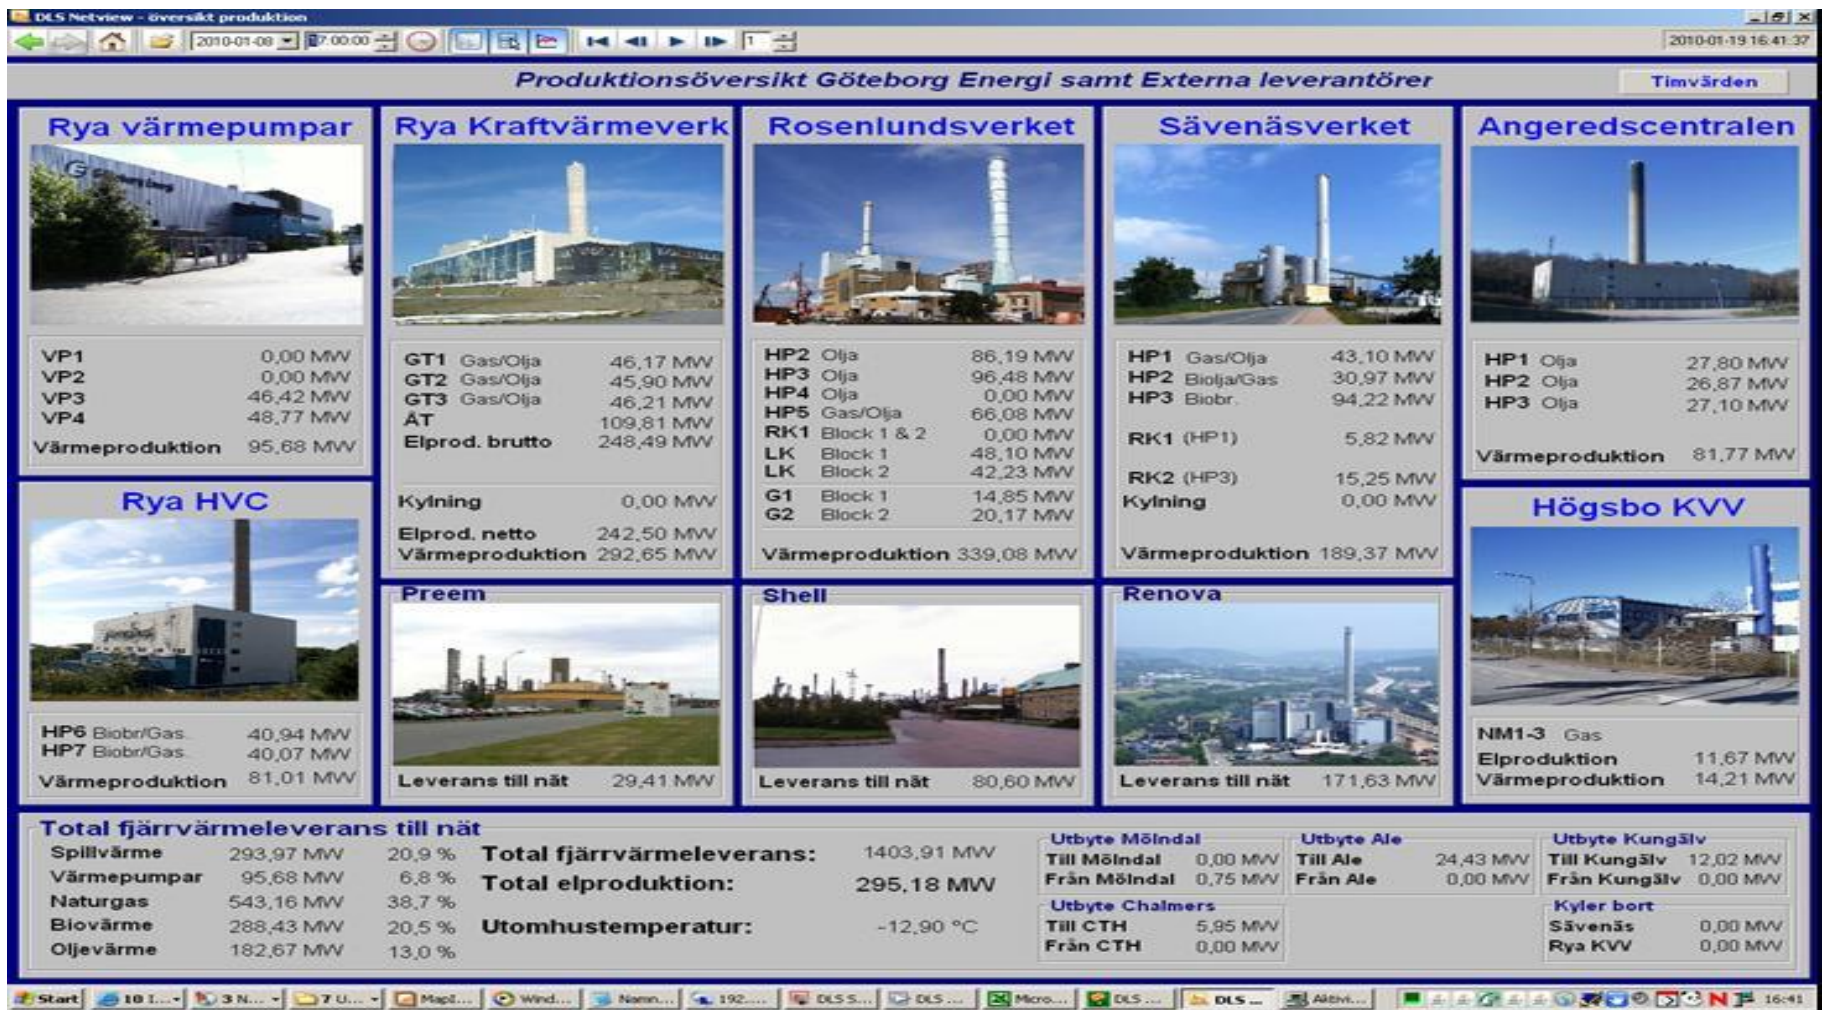 DLS Netview - översikt produktion
2010-01-08 07:00:00 1 2010-01-19 16:41:37
Produktionsöversikt Göteborg Energi samt Externa leverantörer Timvärden
Rya värmepumpar
VP1 0,00 MW
VP2 0,00 MW
VP3 46,42 MW
VP4 48,77 MW
Värmeproduktion 95,68 MW
Rya HVC
HP6 Biobr/Gas. 40,94 MW
HP7 Biobr/Gas. 40,07 MW
Värmeproduktion 81,01 MW
Rya Kraftvärmeverk
GT1 Gas/Olja 46,17 MW
GT2 Gas/Olja 45,90 MW
GT3 Gas/Olja 46,21 MW
ÅT 109,81 MW
Elprod. brutto 248,49 MW
Kylning 0,00 MW
Elprod. netto 242,50 MW
Värmeproduktion 292,65 MW
Preem
Leverans till nät 29,41 MW
Rosenlundsverket
HP2 Olja 86,19 MW
HP3 Olja 96,48 MW
HP4 Olja 0,00 MW
HP5 Gas/Olja 66,08 MW
RK1 Block 1 & 2 0,00 MW
LK Block 1 48,10 MW
LK Block 2 42,23 MW
G1 Block 1 14,85 MW
G2 Block 2 20,17 MW
Värmeproduktion 339,08 MW
Shell
Leverans till nät 80,60 MW
Sävenäsverket
HP1 Gas/Olja 43,10 MW
HP2 Biolja/Gas 30,97 MW
HP3 Biobr. 94,22 MW
RK1 (HP1) 5,82 MW
RK2 (HP3) 15,25 MW
Kylning 0,00 MW
Värmeproduktion 189,37 MW
Renova
Leverans till nät 171,63 MW
Angeredscentralen
HP1 Olja 27,80 MW
HP2 Olja 26,87 MW
HP3 Olja 27,10 MW
Värmeproduktion 81,77 MW
Högsbo KVV
NM1-3 Gas
Elproduktion 11,67 MW
Värmeproduktion 14,21 MW
Total fjärrvärmeleverans till nät
Spillvärme 293,97 MW 20,9 %
Värmepumpar 95,68 MW 6,8 %
Naturgas 543,16 MW 38,7 %
Biovärme 288,43 MW 20,5 %
Oljevärme 182,67 MW 13,0 %
Total fjärrvärmeleverans: 1403,91 MW
Total elproduktion: 295,18 MW
Utomhustemperatur: -12,90 °C
Utbyte Mölndal
Till Mölndal 0,00 MW
Från Mölndal 0,75 MW
Utbyte Chalmers
Till CTH 5,95 MW
Från CTH 0,00 MW
Utbyte Ale
Till Ale 24,43 MW
Från Ale 0,00 MW
Utbyte Kungälv
Till Kungälv 12,02 MW
Från Kungälv 0,00 MW
Kyler bort
Sävenäs 0,00 MW
Rya KVV 0,00 MW
Start 10 I... 3 N... 7 U... MapI... Wind... Namn... 192.... DLS S... DLS ... Micro... DLS ... DLS ... Aktivi... N 16:41